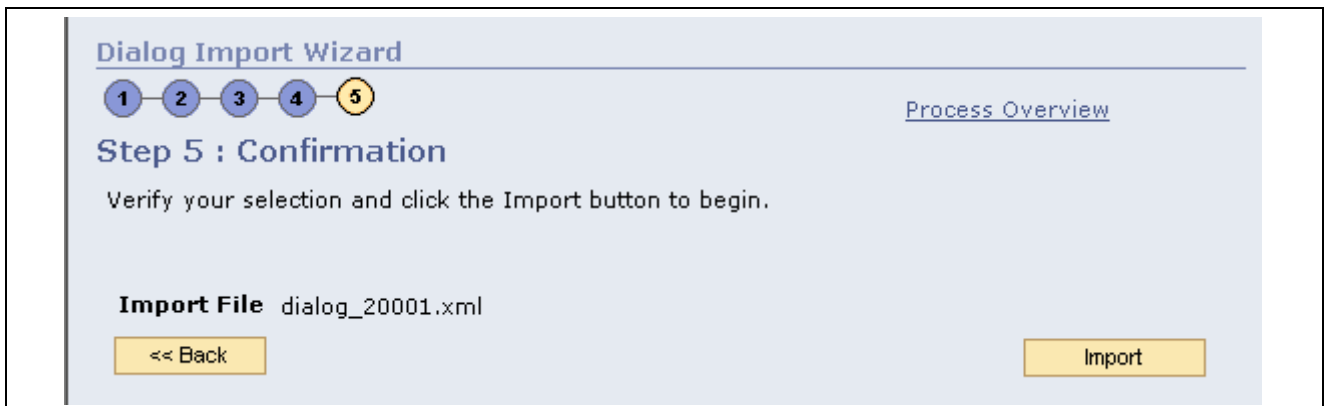 Dialog Import Wizard
1 2 3 4 5
Process Overview
Step 5 : Confirmation
Verify your selection and click the Import button to begin.
Import File dialog_20001.xml
<< Back Import